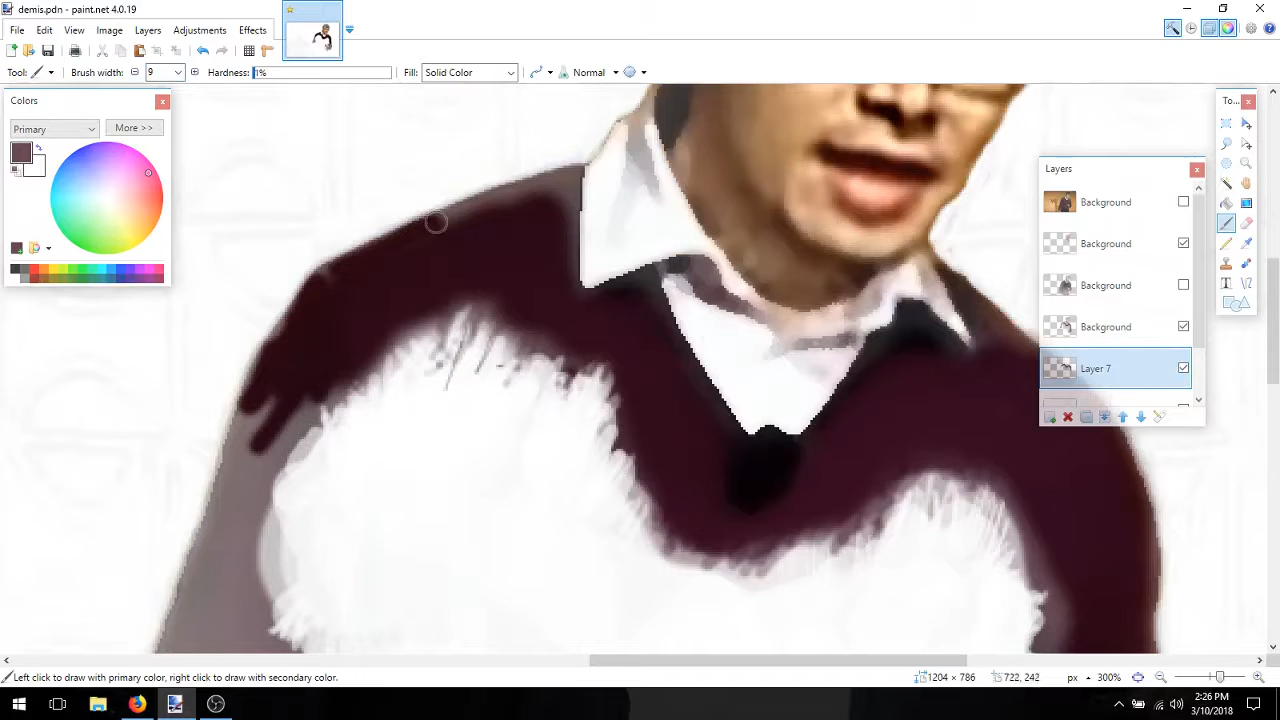 demis.pdn - paint.net 4.0.19
File Edit View Image Layers Adjustments Effects
Tool: Brush width: 9 Hardness: 1% Fill: Solid Color Normal
Colors
Primary More >>
To...
Layers
Background
Background
Background
Background
Layer 7
Left click to draw with primary color, right click to draw with secondary color. 1204 × 786 722, 242 px 300%
2:26 PM
3/10/2018